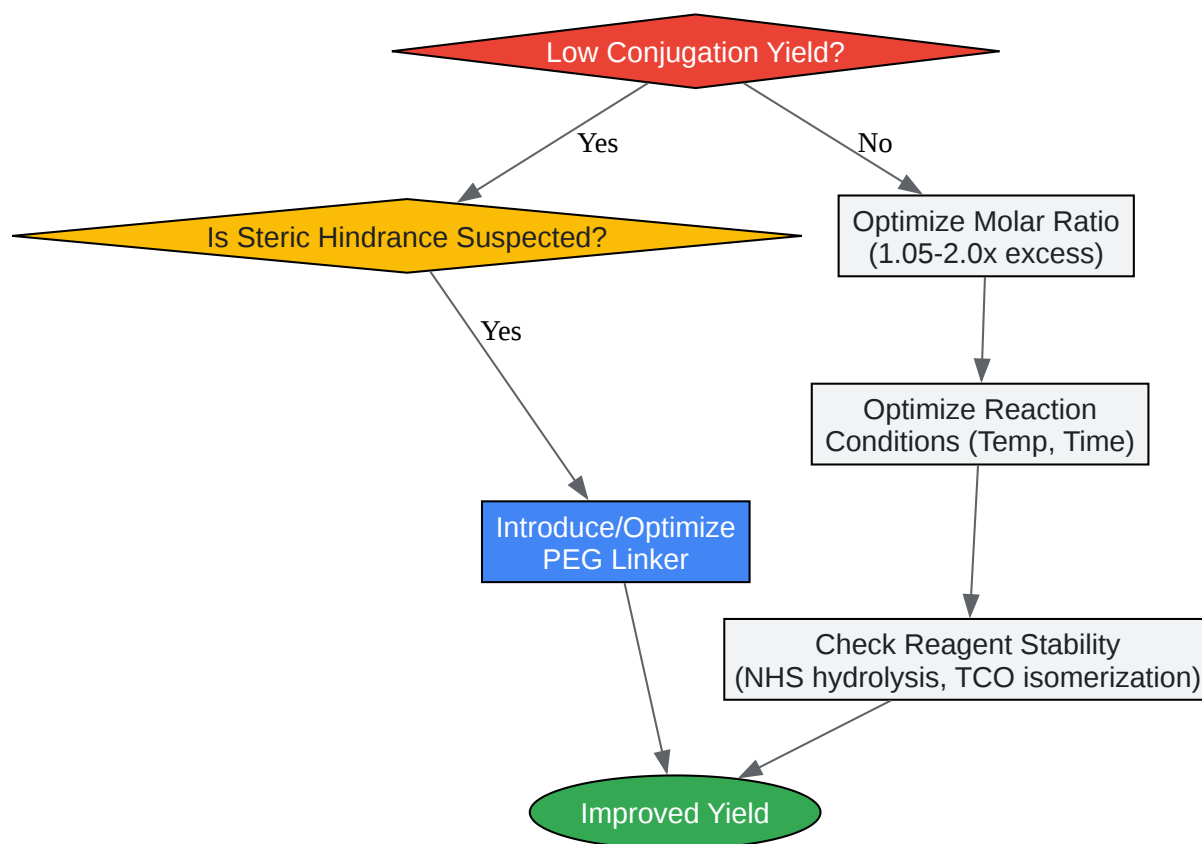 Low Conjugation Yield?
Yes
No
Is Steric Hindrance Suspected?
Optimize Molar Ratio
(1.05-2.0x excess)
Yes
Optimize Reaction
Conditions (Temp, Time)
Introduce/Optimize
PEG Linker
Check Reagent Stability
(NHS hydrolysis, TCO isomerization)
Improved Yield